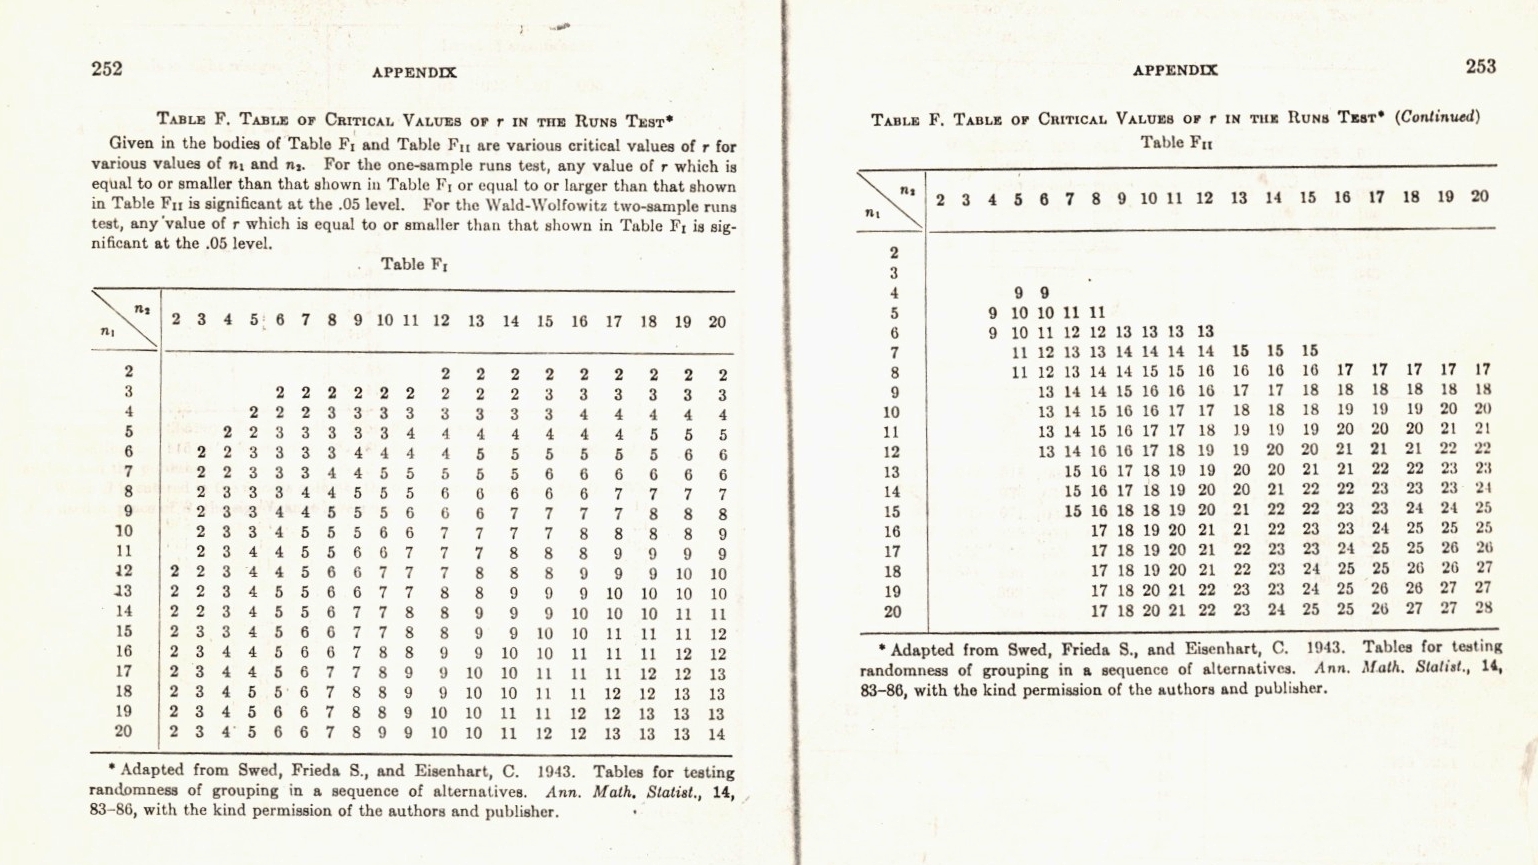 252
APPENDIX
TABLE F. TABLE OF CRITICAL VALUES OF r IN THE RUNS TEST*
Given in the bodies of Table FI and Table FII are various critical values of r for
various values of n₁ and n₂. For the one-sample runs test, any value of r which is
equal to or smaller than that shown in Table FI or equal to or larger than that shown
in Table FII is significant at the .05 level. For the Wald-Wolfowitz two-sample runs
test, any value of r which is equal to or smaller than that shown in Table FI is sig-
nificant at the .05 level.
Table FI
n₂
n₁
2 3 4 5 6 7 8 9 10 11 12 13 14 15 16 17 18 19 20
2 2 2 2 2 2 2 2 2 2
3 2 2 2 2 2 2 2 2 2 3 3 3 3 3 3
4 2 2 2 3 3 3 3 3 3 3 3 4 4 4 4 4
5 2 2 3 3 3 3 3 4 4 4 4 4 4 4 5 5 5
6 2 2 3 3 3 3 4 4 4 4 5 5 5 5 5 5 6 6
7 2 2 3 3 3 4 4 5 5 5 5 5 6 6 6 6 6 6
8 2 3 3 3 4 4 5 5 5 6 6 6 6 6 7 7 7 7
9 2 3 3 4 4 5 5 5 6 6 6 7 7 7 7 8 8 8
10 2 3 3 4 5 5 5 6 6 7 7 7 7 8 8 8 8 9
11 2 3 4 4 5 5 6 6 7 7 7 8 8 8 9 9 9 9
12 2 2 3 4 4 5 6 6 7 7 7 8 8 8 9 9 9 10 10
13 2 2 3 4 5 5 6 6 7 7 8 8 9 9 9 10 10 10 10
14 2 2 3 4 5 5 6 7 7 8 8 9 9 9 10 10 10 11 11
15 2 3 3 4 5 6 6 7 7 8 8 9 9 10 10 11 11 11 12
16 2 3 4 4 5 6 6 7 8 8 9 9 10 10 11 11 11 12 12
17 2 3 4 4 5 6 7 7 8 9 9 10 10 11 11 11 12 12 13
18 2 3 4 5 5 6 7 8 8 9 9 10 10 11 11 12 12 13 13
19 2 3 4 5 6 6 7 8 8 9 10 10 11 11 12 12 13 13 13
20 2 3 4 5 6 6 7 8 9 9 10 10 11 12 12 13 13 13 14
* Adapted from Swed, Frieda S., and Eisenhart, C. 1943. Tables for testing
randomness of grouping in a sequence of alternatives. Ann. Math. Statist., 14,
83–86, with the kind permission of the authors and publisher.
APPENDIX
253
TABLE F. TABLE OF CRITICAL VALUES OF r IN THE RUNS TEST* (Continued)
Table FII
n₂
n₁
2 3 4 5 6 7 8 9 10 11 12 13 14 15 16 17 18 19 20
2
3
4 9 9
5 9 10 10 11 11
6 9 10 11 12 12 13 13 13 13
7 11 12 13 13 14 14 14 14 15 15 15
8 11 12 13 14 14 15 15 16 16 16 16 17 17 17 17 17
9 13 14 14 15 16 16 16 17 17 18 18 18 18 18 18
10 13 14 15 16 16 17 17 18 18 18 19 19 19 20 20
11 13 14 15 16 17 17 18 19 19 19 20 20 20 21 21
12 13 14 16 16 17 18 19 19 20 20 21 21 21 22 22
13 15 16 17 18 19 19 20 20 21 21 22 22 23 23
14 15 16 17 18 19 20 20 21 22 22 23 23 23 24
15 15 16 18 18 19 20 21 22 22 23 23 24 24 25
16 17 18 19 20 21 21 22 23 23 24 25 25 25
17 17 18 19 20 21 22 23 23 24 25 25 26 26
18 17 18 19 20 21 22 23 24 25 25 26 26 27
19 17 18 20 21 22 23 23 24 25 26 26 27 27
20 17 18 20 21 22 23 24 25 25 26 27 27 28
* Adapted from Swed, Frieda S., and Eisenhart, C. 1943. Tables for testing
randomness of grouping in a sequence of alternatives. Ann. Math. Statist., 14,
83–86, with the kind permission of the authors and publisher.